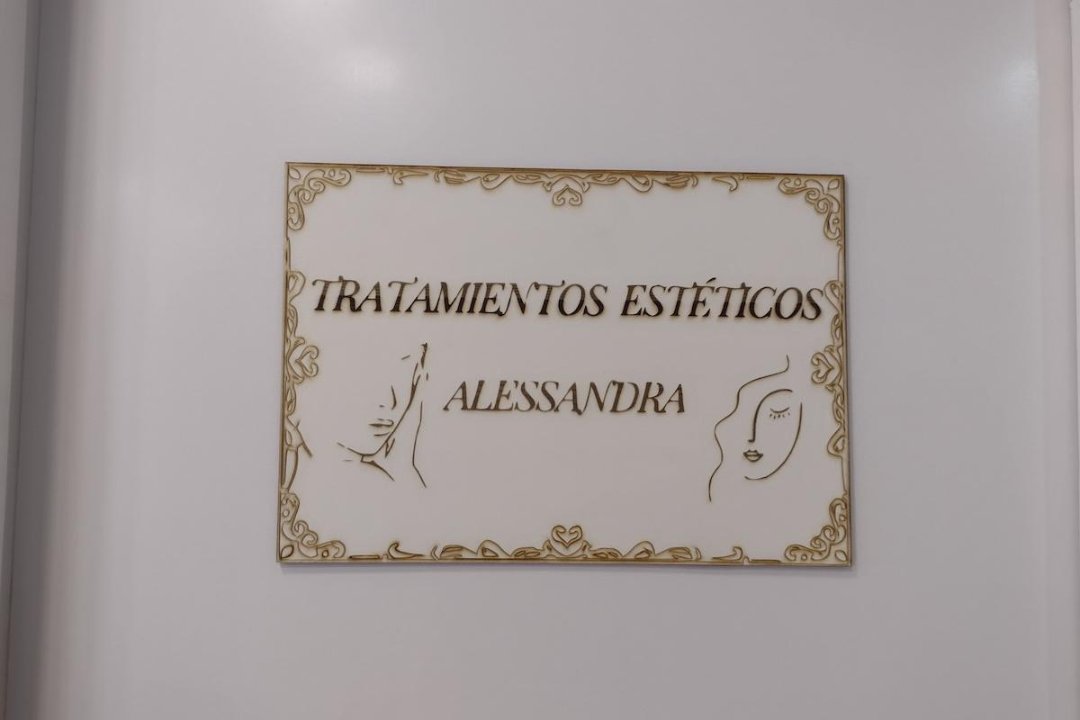 TRATAMIENTOS ESTÉTICOS
ALESSANDRA